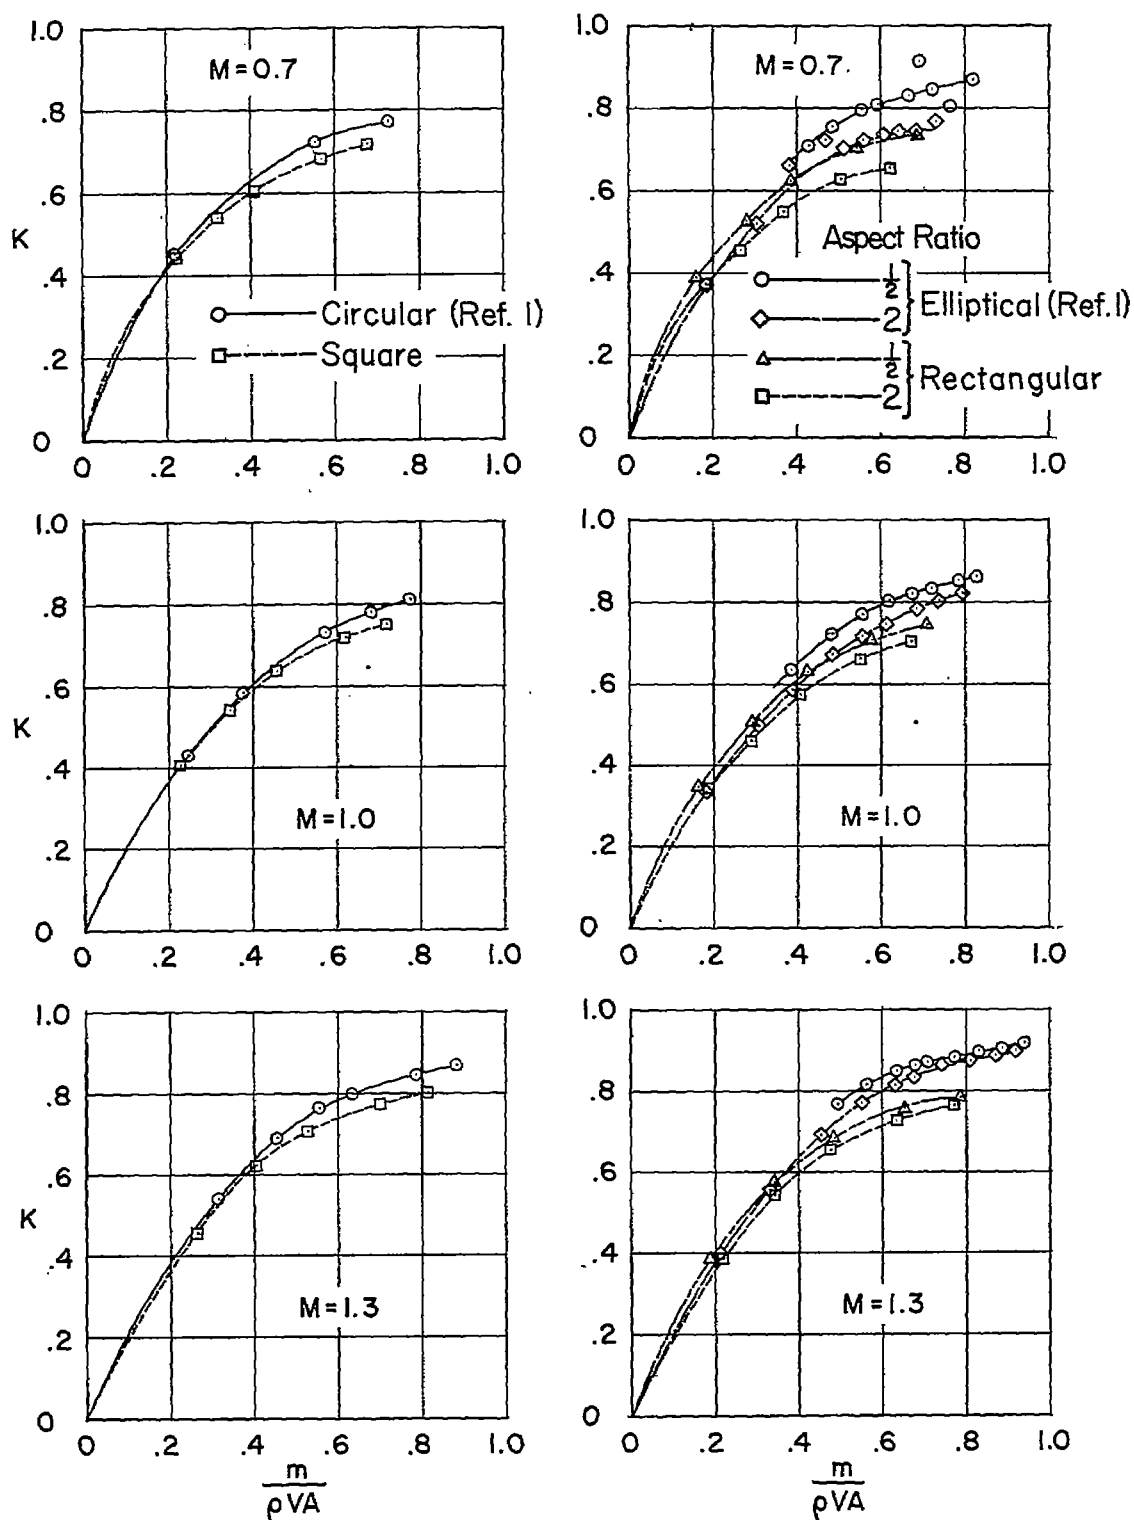 1.0
.8
.6
.4
.2
0
K
M=0.7
Circular (Ref. 1)
Square
0 .2 .4 .6 .8 1.0
1.0
.8
.6
.4
.2
0
M=0.7.
Aspect Ratio
1/2
2
Elliptical (Ref.1)
1/2
2
Rectangular
0 .2 .4 .6 .8 1.0
1.0
.8
.6
.4
.2
0
K
M=1.0
0 .2 .4 .6 .8 1.0
1.0
.8
.6
.4
.2
0
M=1.0
0 .2 .4 .6 .8 1.0
1.0
.8
.6
.4
.2
0
K
M=1.3
0 .2 .4 .6 .8 1.0
m
ρVA
1.0
.8
.6
.4
.2
0
M=1.3
0 .2 .4 .6 .8 1.0
m
ρVA